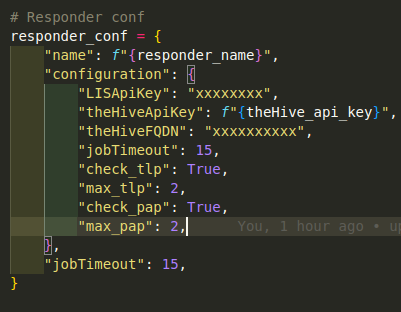 # Responder conf
responder_conf = {
    "name": f"{responder_name}",
    "configuration": {
        "LISApiKey": "xxxxxxxx",
        "theHiveApiKey": f"{theHive_api_key}",
        "theHiveFQDN": "xxxxxxxxxx",
        "jobTimeout": 15,
        "check_tlp": True,
        "max_tlp": 2,
        "check_pap": True,
        "max_pap": 2,    You, 1 hour ago • up
    },
    "jobTimeout": 15,
}